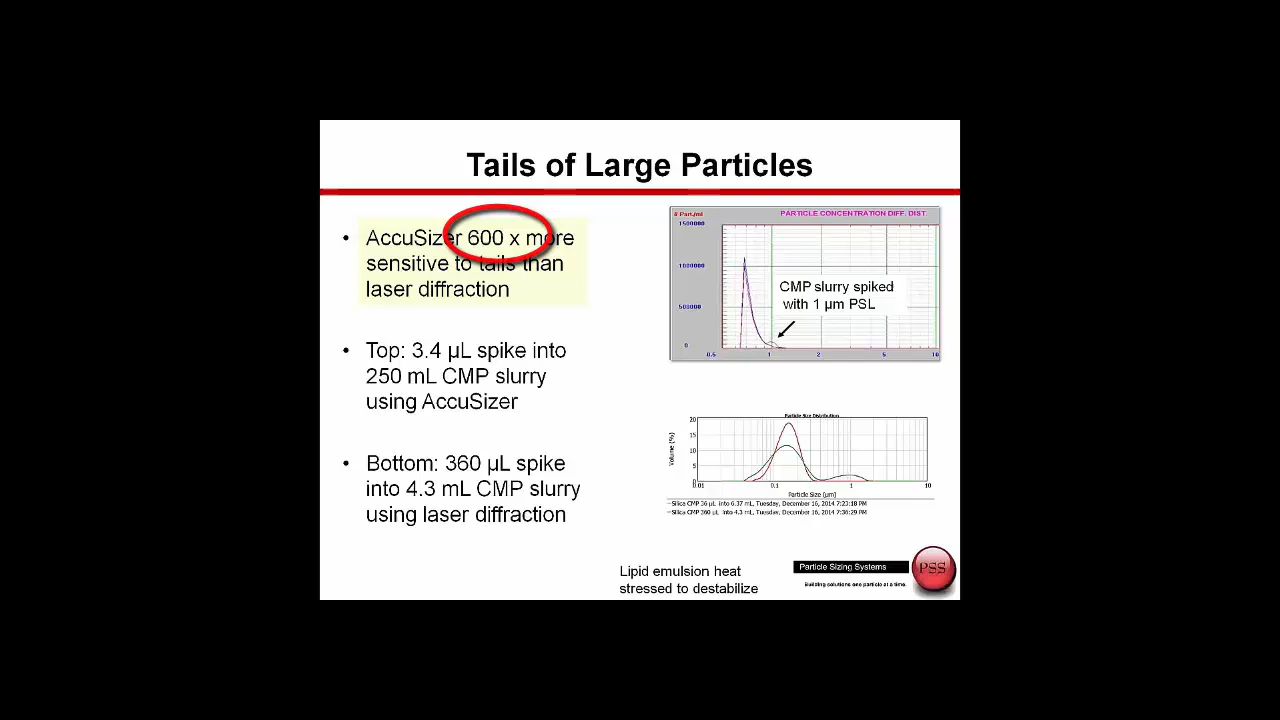 Tails of Large Particles
• AccuSizer 600 x more
sensitive to tails than
laser diffraction
• Top: 3.4 µL spike into
250 mL CMP slurry
using AccuSizer
• Bottom: 360 µL spike
into 4.3 mL CMP slurry
using laser diffraction
# Part./ml
PARTICLE CONCENTRATION DIFF. DIST.
1500000
1000000
500000
0
CMP slurry spiked
with 1 µm PSL
0.5 1 2 5 10
Particle Size Distribution
Volume (%)
20
15
10
5
0
0.01 0.1 1 10
Particle Size (µm)
Silica CMP 36 µL into 6.37 mL, Tuesday, December 16, 2014 7:23:18 PM
Silica CMP 360 µL into 4.3 mL, Tuesday, December 16, 2014 7:36:29 PM
Lipid emulsion heat
stressed to destabilize
Particle Sizing Systems
Building solutions one particle at a time.
PSS